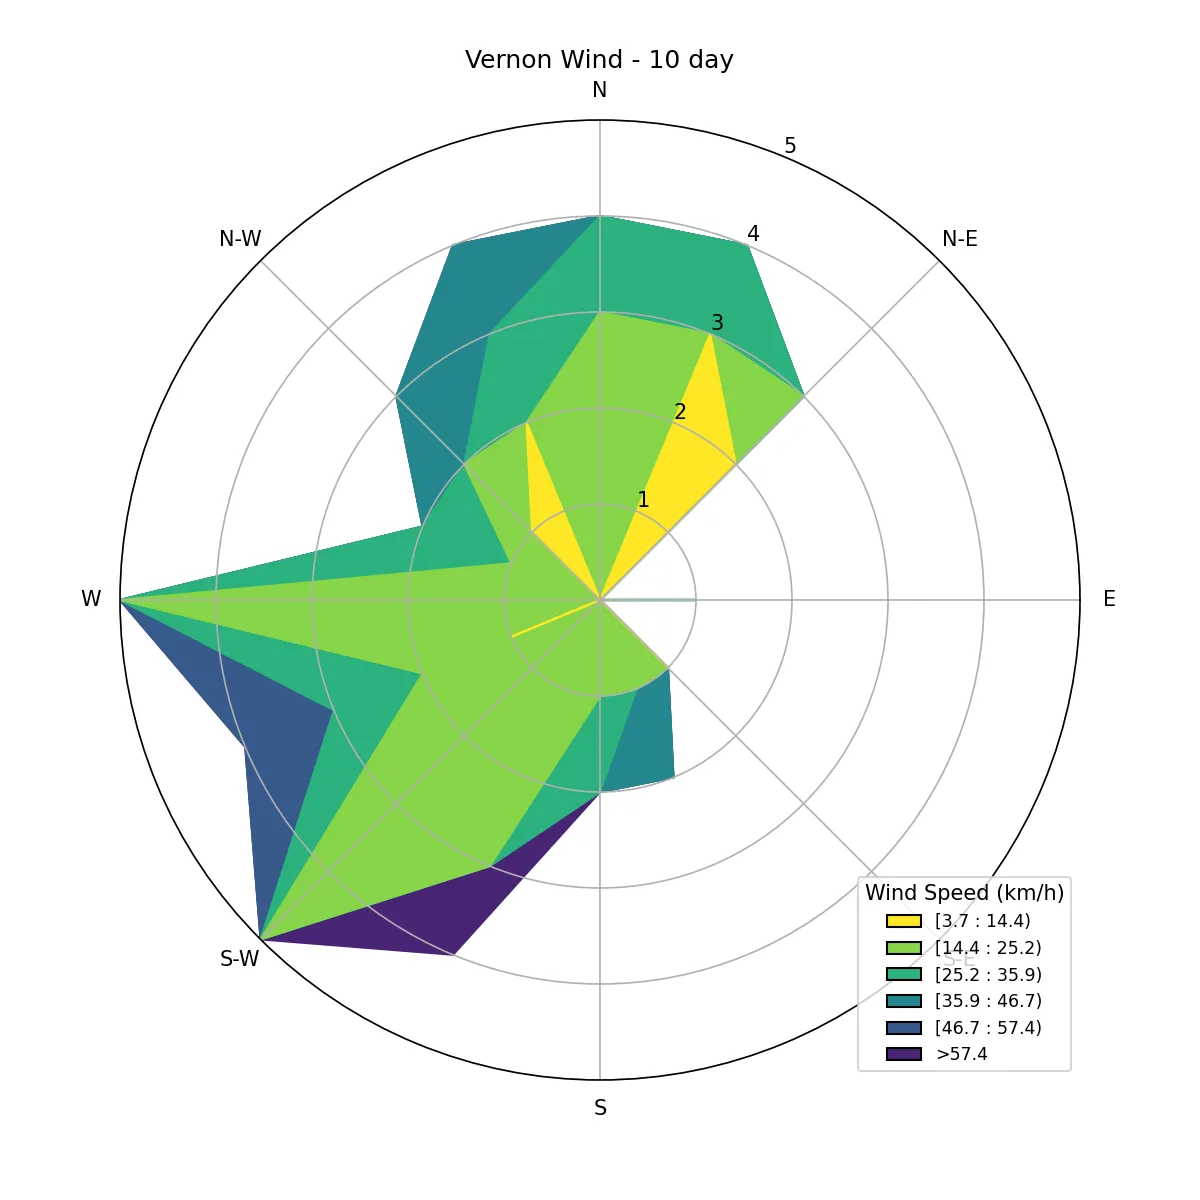 Vernon Wind - 10 day
N
5
N-W
4
N-E
3
2
1
W
E
S-W
S-E
Wind Speed (km/h)
[3.7 : 14.4)
[14.4 : 25.2)
[25.2 : 35.9)
[35.9 : 46.7)
[46.7 : 57.4)
>57.4
S